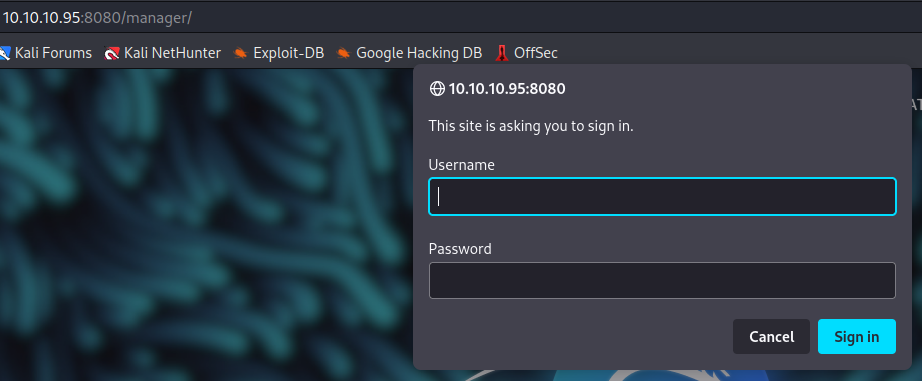 10.10.10.95:8080/manager/
Kali Forums Kali NetHunter Exploit-DB Google Hacking DB OffSec
10.10.10.95:8080
This site is asking you to sign in.
Username
Password
Cancel Sign in